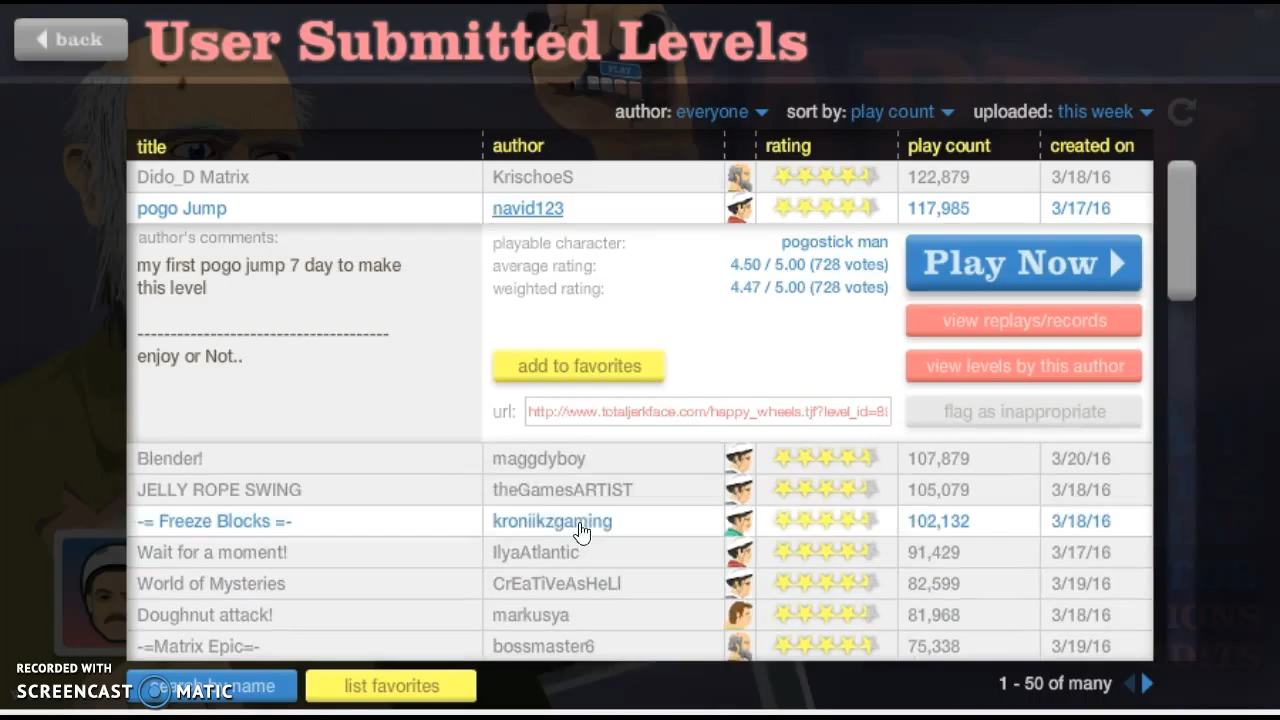 back
User Submitted Levels
PLAY
author: everyone sort by: play count uploaded: this week
title author rating play count created on
Dido_D Matrix KrischoeS 122,879 3/18/16
pogo Jump navid123 117,985 3/17/16
author's comments:
my first pogo jump 7 day to make
this level
--------------------------------------
enjoy or Not..
playable character: pogostick man
average rating: 4.50 / 5.00 (728 votes)
weighted rating: 4.47 / 5.00 (728 votes)
add to favorites
url: http://www.totaljerkface.com/happy_wheels.tjf?level_id=8
Play Now
view replays/records
view levels by this author
flag as inappropriate
Blender! maggdyboy 107,879 3/20/16
JELLY ROPE SWING theGamesARTIST 105,079 3/18/16
-= Freeze Blocks =- kroniikzgaming 102,132 3/18/16
Wait for a moment! IlyaAtlantic 91,429 3/17/16
World of Mysteries CrEaTiVeAsHeLl 82,599 3/19/16
Doughnut attack! markusya 81,968 3/18/16
-=Matrix Epic=- bossmaster6 75,338 3/19/16
RECORDED WITH
SCREENCAST MATIC
search by name list favorites 1 - 50 of many